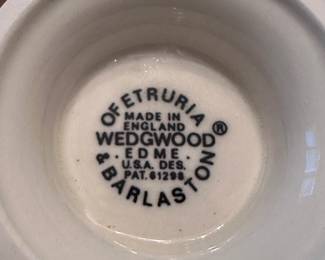 OF ETRURIA
MADE IN
ENGLAND
WEDGWOOD®
· EDME ·
U.S.A. DES.
PAT. 61298
& BARLASTON